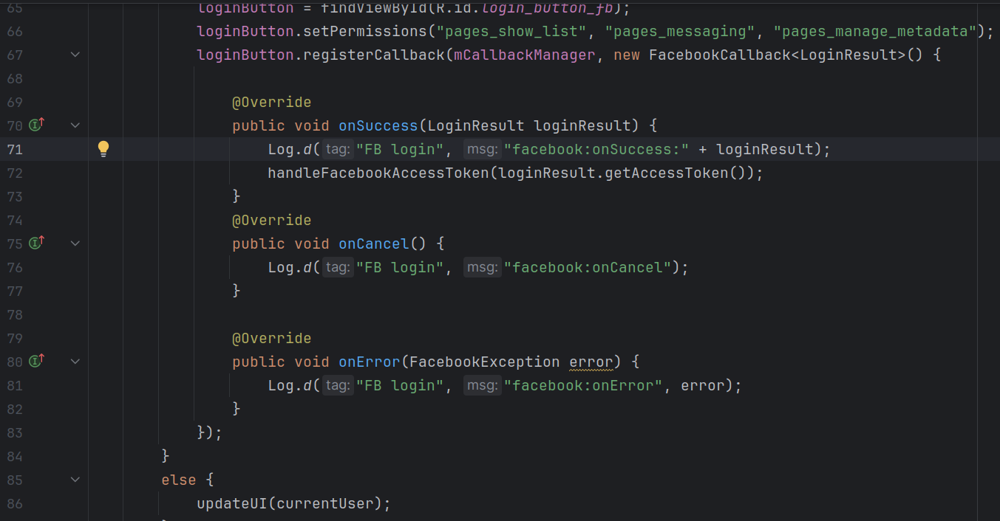 65 loginButton = findViewById(R.id.login_button_fb);
66 loginButton.setPermissions("pages_show_list", "pages_messaging", "pages_manage_metadata");
67 loginButton.registerCallback(mCallbackManager, new FacebookCallback<LoginResult>() {
68
69 @Override
70 public void onSuccess(LoginResult loginResult) {
71 Log.d( tag: "FB login", msg: "facebook:onSuccess:" + loginResult);
72 handleFacebookAccessToken(loginResult.getAccessToken());
73 }
74 @Override
75 public void onCancel() {
76 Log.d( tag: "FB login", msg: "facebook:onCancel");
77 }
78
79 @Override
80 public void onError(FacebookException error) {
81 Log.d( tag: "FB login", msg: "facebook:onError", error);
82 }
83 });
84 }
85 else {
86 updateUI(currentUser);